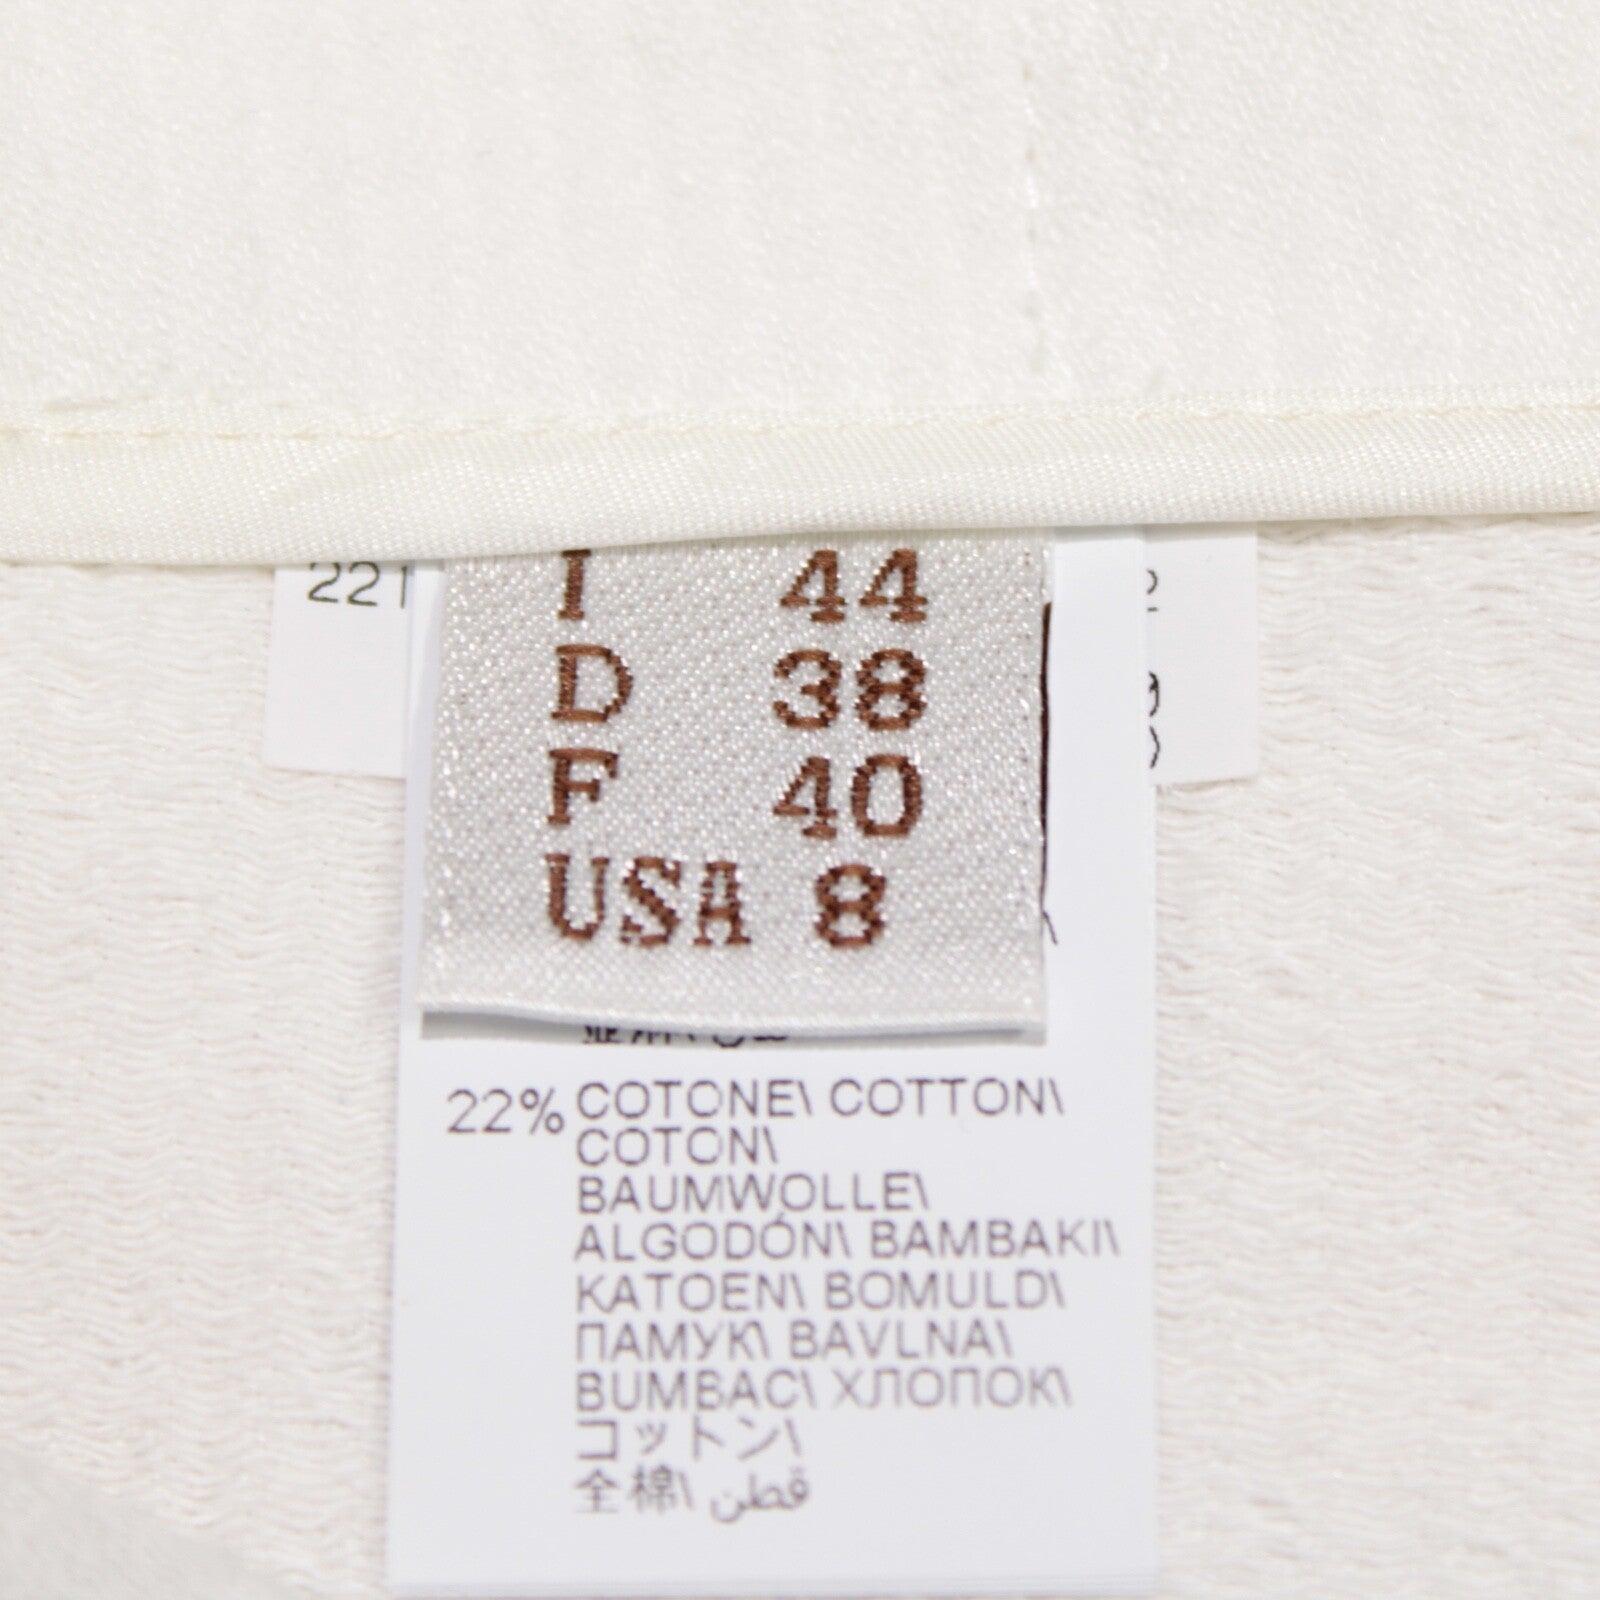 221
I 44
D 38
F 40
USA 8
22% COTONE\ COTTON\
COTON\
BAUMWOLLE\
ALGODÓN\ BAMBAKI\
KATOEN\ BOMULD\
ПАМУК\ BAVLNA\
BUMBAC\ ХЛОПОК\
コットン\
全棉\ قطن